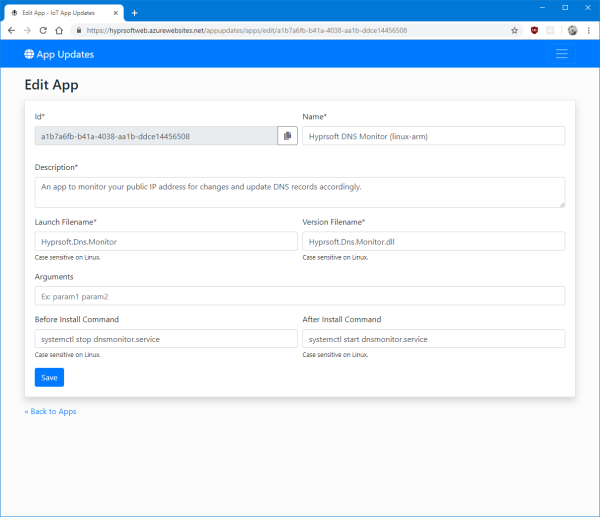 Edit App - IoT App Updates
https://hyprsoftweb.azurewebsites.net/appupdates/apps/edit/a1b7a6fb-b41a-4038-aa1b-ddce14456508
App Updates
Edit App
Id* Name*
a1b7a6fb-b41a-4038-aa1b-ddce14456508 Hyprsoft DNS Monitor (linux-arm)
Description*
An app to monitor your public IP address for changes and update DNS records accordingly.
Launch Filename* Version Filename*
Hyprsoft.Dns.Monitor Hyprsoft.Dns.Monitor.dll
Case sensitive on Linux. Case sensitive on Linux.
Arguments
Ex: param1 param2
Before Install Command After Install Command
systemctl stop dnsmonitor.service systemctl start dnsmonitor.service
Case sensitive on Linux. Case sensitive on Linux.
Save
« Back to Apps